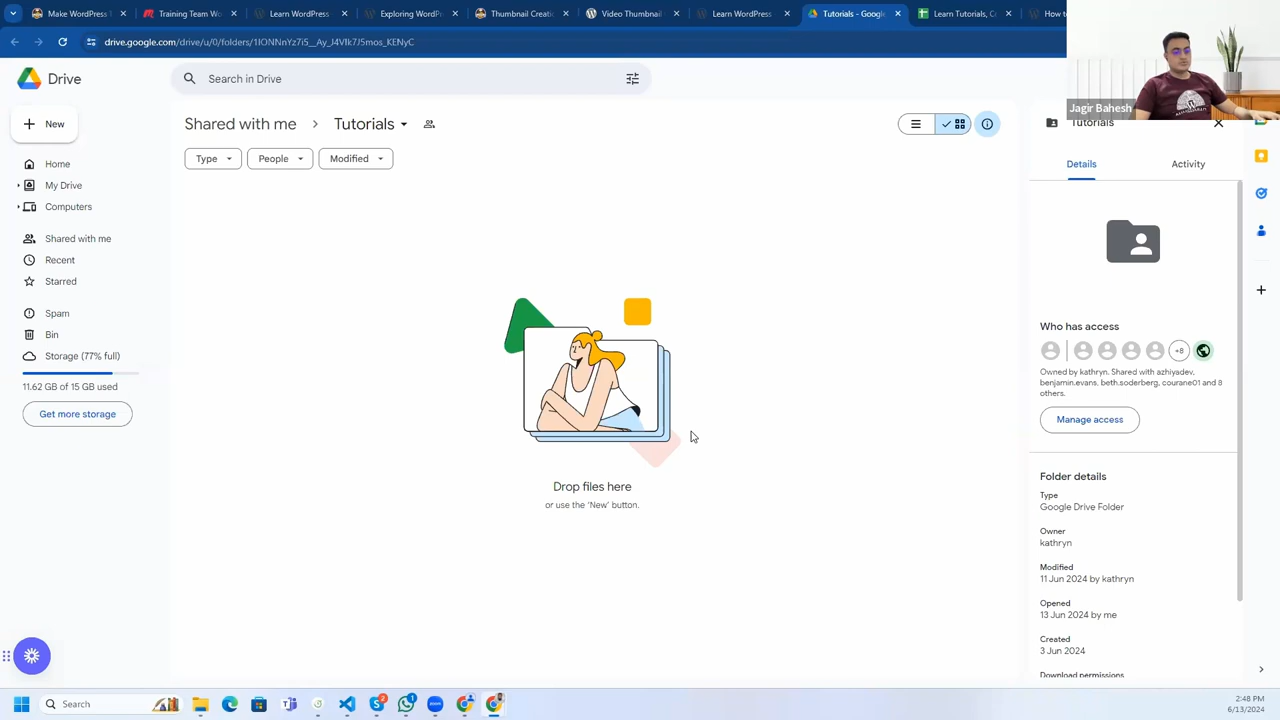 Make WordPress
Training Team Wo
Learn WordPress
Exploring WordPr
Thumbnail Creati
Video Thumbnail
Learn WordPress
Tutorials - Google
Learn Tutorials, Co
How to
drive.google.com/drive/u/0/folders/1IONNnYz7i5__Ay_J4VIk7J5mos_KENyC
Drive
Search in Drive
Jagir Bahesh
New
Shared with me
Tutorials
Tutorials
Type
People
Modified
Details
Activity
Home
My Drive
Computers
Shared with me
Recent
Starred
Spam
Bin
Storage (77% full)
11.62 GB of 15 GB used
Get more storage
Drop files here
or use the 'New' button.
Who has access
+8
Owned by kathryn. Shared with azhiyadev,
benjamin.evans. beth.soderberg, courane01 and 8
others.
Manage access
Folder details
Type
Google Drive Folder
Owner
kathryn
Modified
11 Jun 2024 by kathryn
Opened
13 Jun 2024 by me
Created
3 Jun 2024
Download permissions
Search
2:48 PM
6/13/2024